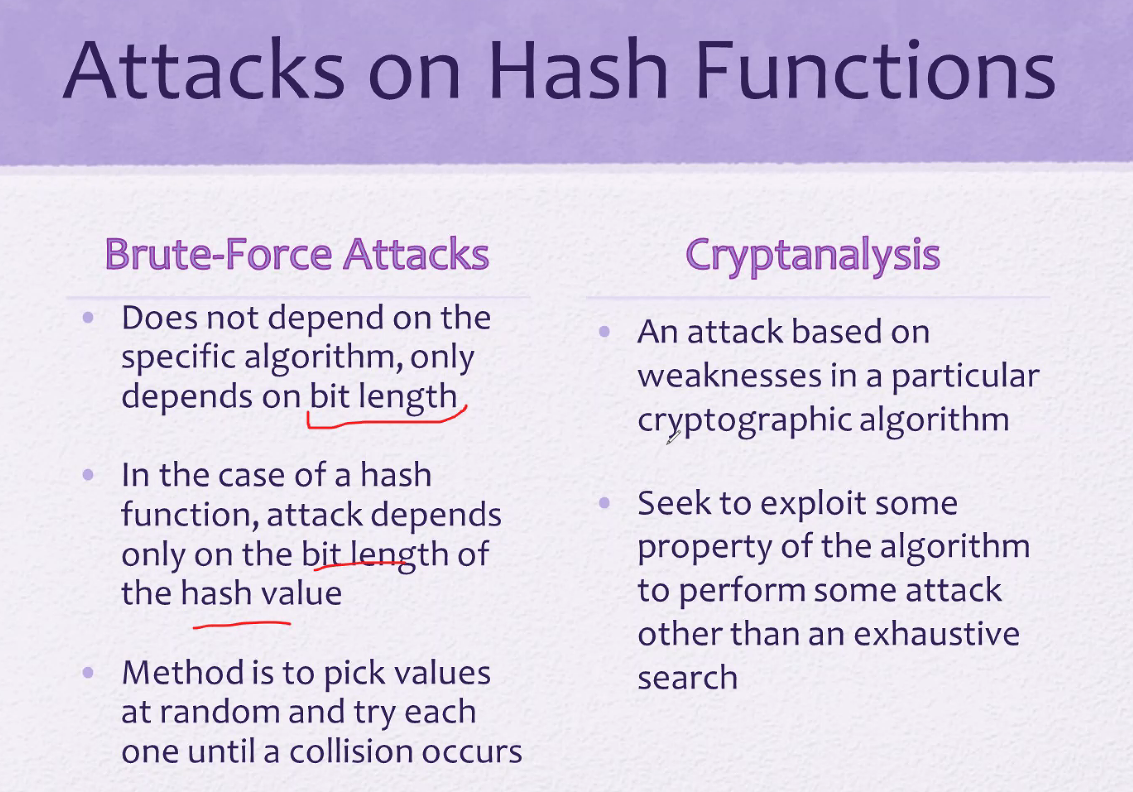 Attacks on Hash Functions
Brute-Force Attacks
• Does not depend on the
specific algorithm, only
depends on bit length
• In the case of a hash
function, attack depends
only on the bit length of
the hash value
• Method is to pick values
at random and try each
one until a collision occurs
Cryptanalysis
• An attack based on
weaknesses in a particular
cryptographic algorithm
• Seek to exploit some
property of the algorithm
to perform some attack
other than an exhaustive
search